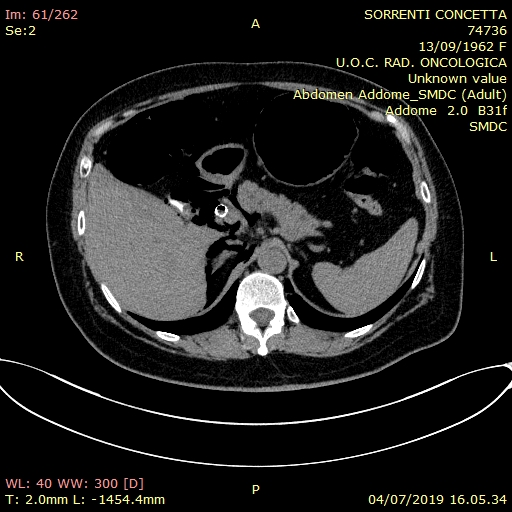 Im: 61/262
Se:2
A
SORRENTI CONCETTA
74736
13/09/1962 F
U.O.C. RAD. ONCOLOGICA
Unknown value
Abdomen Addome_SMDC (Adult)
Addome 2.0 B31f
SMDC
R
L
WL: 40 WW: 300 [D]
T: 2.0mm L: -1454.4mm
P
04/07/2019 16.05.34